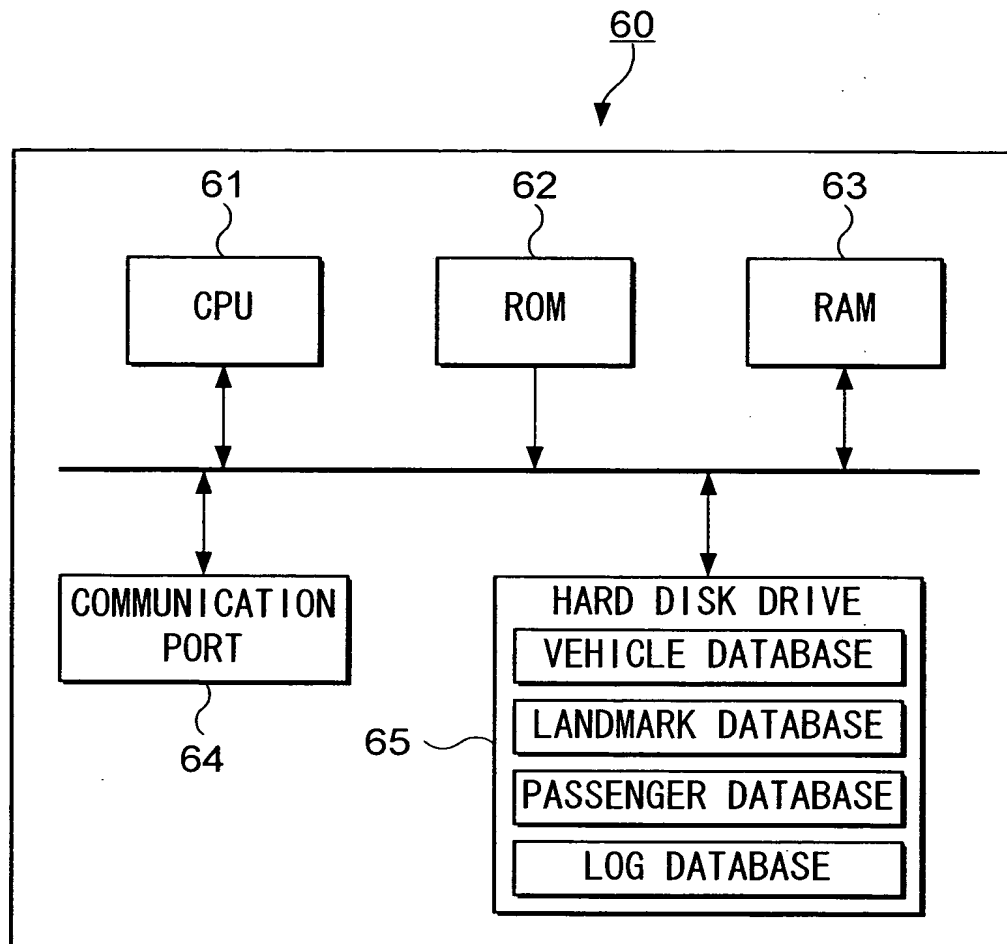 60
61
62
63
CPU
ROM
RAM
COMMUNICATION
PORT
64
65
HARD DISK DRIVE
VEHICLE DATABASE
LANDMARK DATABASE
PASSENGER DATABASE
LOG DATABASE